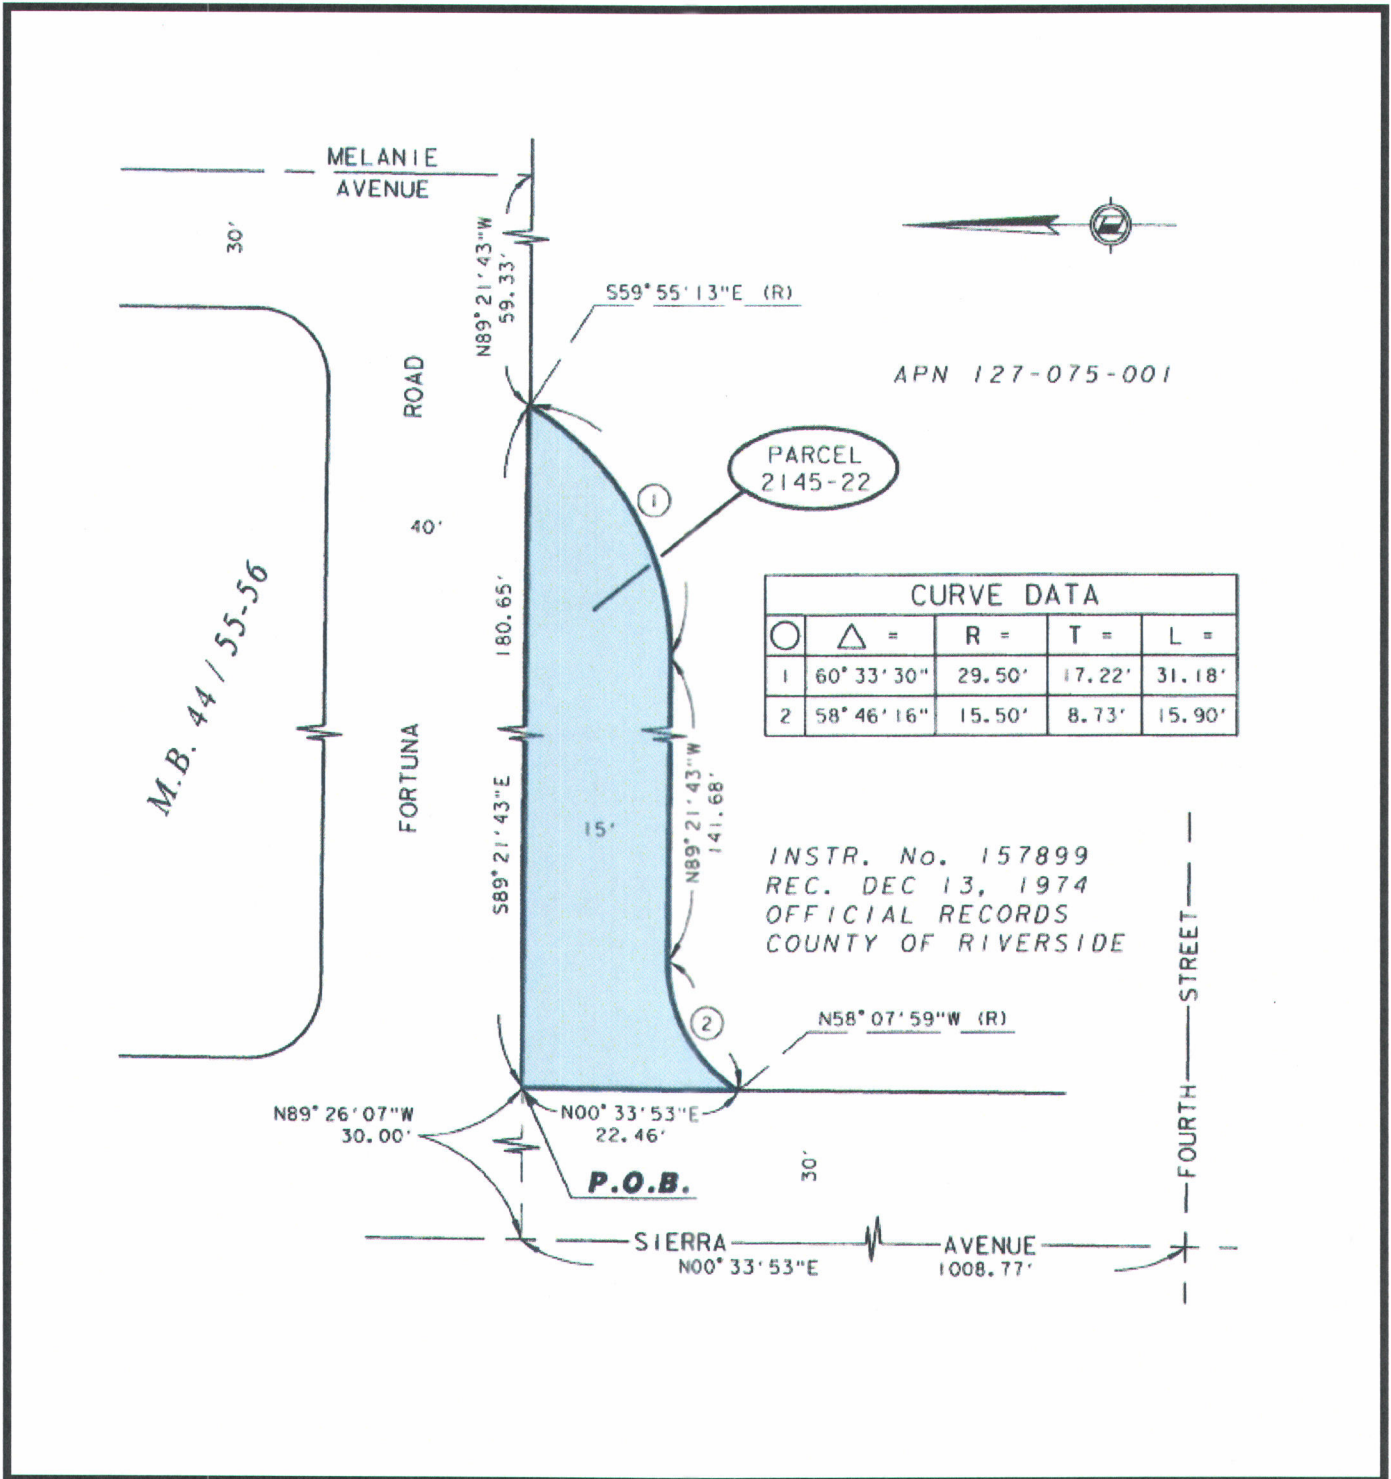 MELANIE
AVENUE
30'
N89°21'43"W
59.33'
S59°55'13"E (R)
ROAD
APN 127-075-001
PARCEL
2145-22
1
40'
M.B. 44 / 55-56
180.65'
CURVE DATA
△ = R = T = L =
1 60°33'30" 29.50' 17.22' 31.18'
2 58°46'16" 15.50' 8.73' 15.90'
FORTUNA
S89°21'43"E
15'
N89°21'43"W
141.68'
INSTR. No. 157899
REC. DEC 13, 1974
OFFICIAL RECORDS
COUNTY OF RIVERSIDE
2
N58°07'59"W (R)
FOURTH STREET
N89°26'07"W
30.00'
N00°33'53"E
22.46'
P.O.B.
30'
SIERRA AVENUE
N00°33'53"E 1008.77'